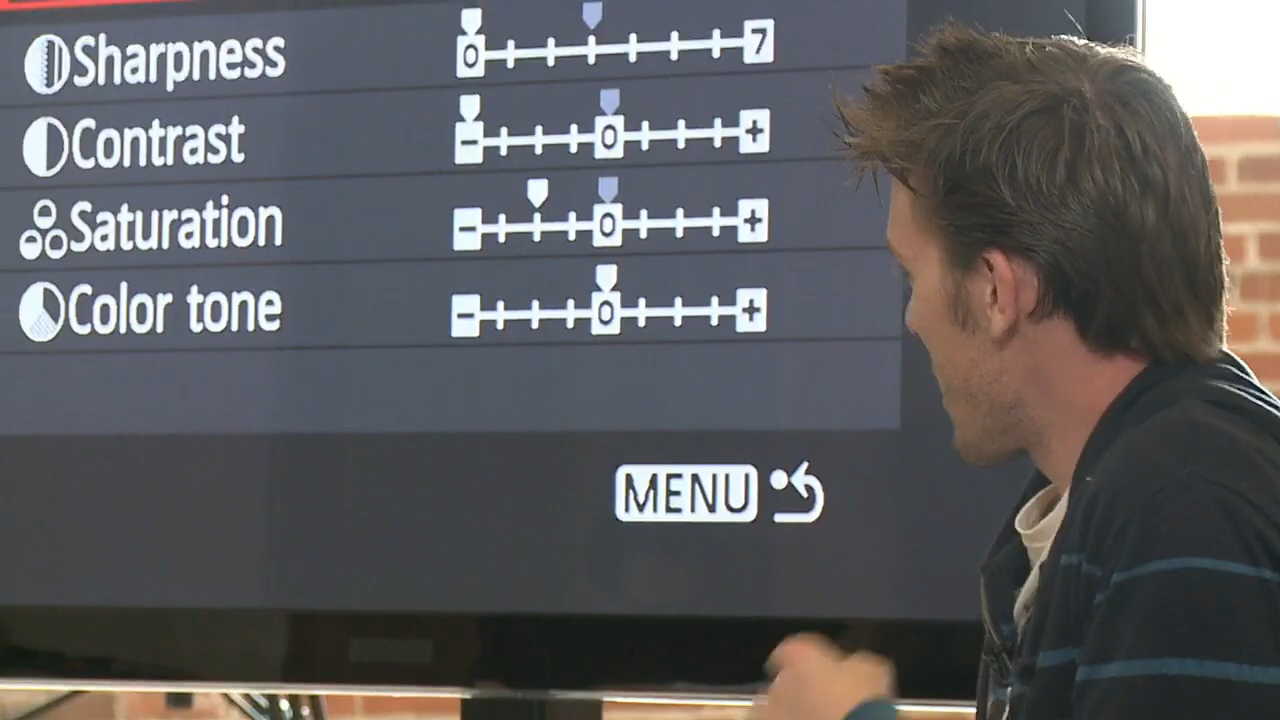 Sharpness 0 7
Contrast − 0 +
Saturation − 0 +
Color tone − 0 +
MENU